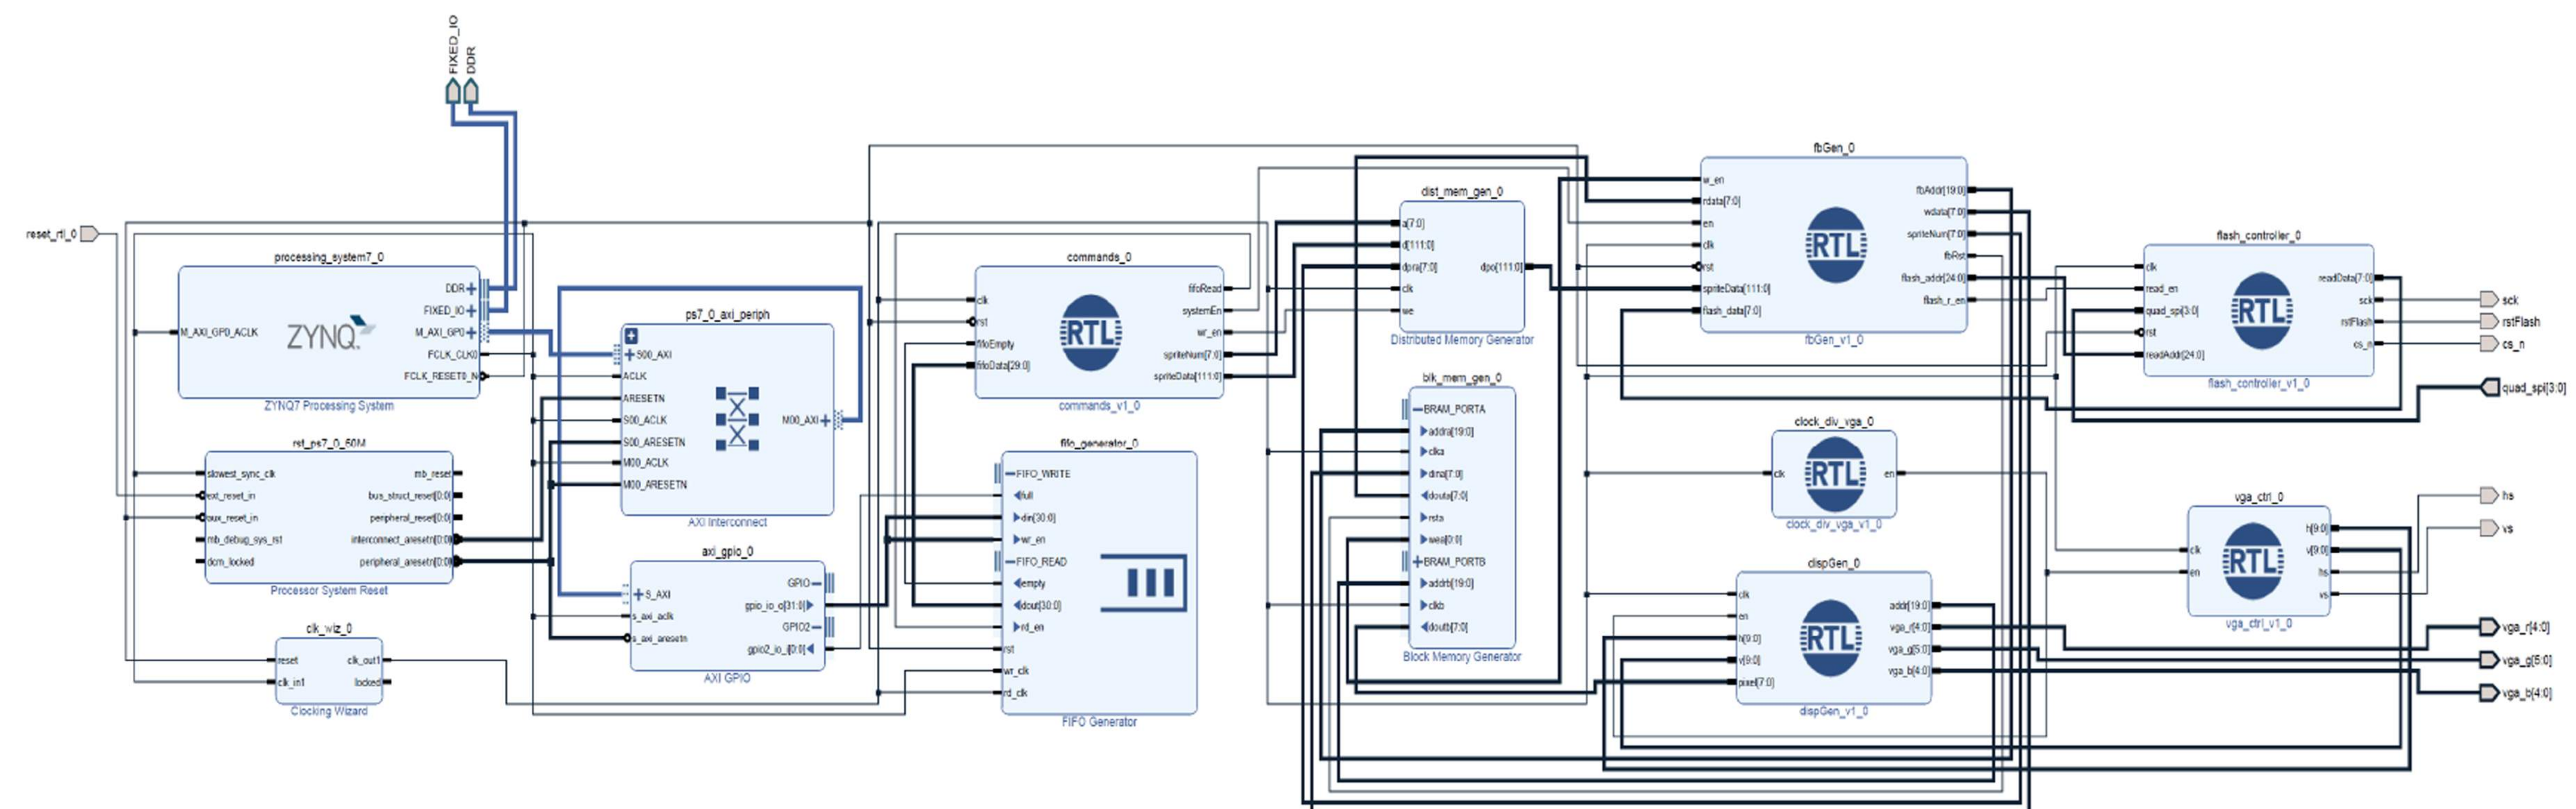 FIXED_IO
DDR
reset_rtl_0
processing_system7_0
DDR
FIXED_IO
M_AXI_GP0_ACLK
M_AXI_GP0
FCLK_CLK0
FCLK_RESET0_N
ZYNQ
ZYNQ7 Processing System
rst_ps7_0_50M
slowest_sync_clk
ext_reset_in
aux_reset_in
mb_debug_sys_rst
dcm_locked
mb_reset
bus_struct_reset[0:0]
peripheral_reset[0:0]
interconnect_aresetn[0:0]
peripheral_aresetn[0:0]
Processor System Reset
clk_wiz_0
reset
clk_in1
clk_out1
locked
Clocking Wizard
ps7_0_axi_periph
S00_AXI
ACLK
ARESETN
S00_ACLK
S00_ARESETN
M00_ACLK
M00_ARESETN
M00_AXI
AXI Interconnect
axi_gpio_0
S_AXI
s_axi_aclk
s_axi_aresetn
GPIO
gpio_io_o[31:0]
GPIO2
gpio2_io_i[0:0]
AXI GPIO
commands_0
clk
rst
fifoEmpty
fifoData[29:0]
RTL
fifoRead
systemEn
wr_en
spriteNum[7:0]
spriteData[111:0]
commands_v1_0
fifo_generator_0
FIFO_WRITE
full
din[30:0]
wr_en
FIFO_READ
empty
dout[30:0]
rd_en
rst
wr_clk
rd_clk
FIFO Generator
dist_mem_gen_0
a[7:0]
d[111:0]
dpra[7:0]
clk
we
dpo[111:0]
Distributed Memory Generator
blk_mem_gen_0
BRAM_PORTA
addra[19:0]
clka
dina[7:0]
douta[7:0]
rsta
wea[0:0]
BRAM_PORTB
addrb[19:0]
clkb
doutb[7:0]
Block Memory Generator
fbGen_0
w_en
rdata[7:0]
en
clk
rst
spriteData[111:0]
flash_data[7:0]
RTL
fbAddr[19:0]
wdata[7:0]
spriteNum[7:0]
fbRst
flash_addr[24:0]
flash_r_en
fbGen_v1_0
clock_div_vga_0
clk
RTL
en
clock_div_vga_v1_0
dispGen_0
clk
en
h[9:0]
v[9:0]
pixel[7:0]
RTL
addr[19:0]
vga_r[4:0]
vga_g[5:0]
vga_b[4:0]
dispGen_v1_0
flash_controller_0
clk
read_en
quad_spi[3:0]
rst
readAddr[24:0]
RTL
readData[7:0]
sck
rstFlash
cs_n
flash_controller_v1_0
vga_ctrl_0
clk
en
RTL
h[9:0]
v[9:0]
hs
vs
vga_ctrl_v1_0
sck
rstFlash
cs_n
quad_spi[3:0]
hs
vs
vga_r[4:0]
vga_g[5:0]
vga_b[4:0]